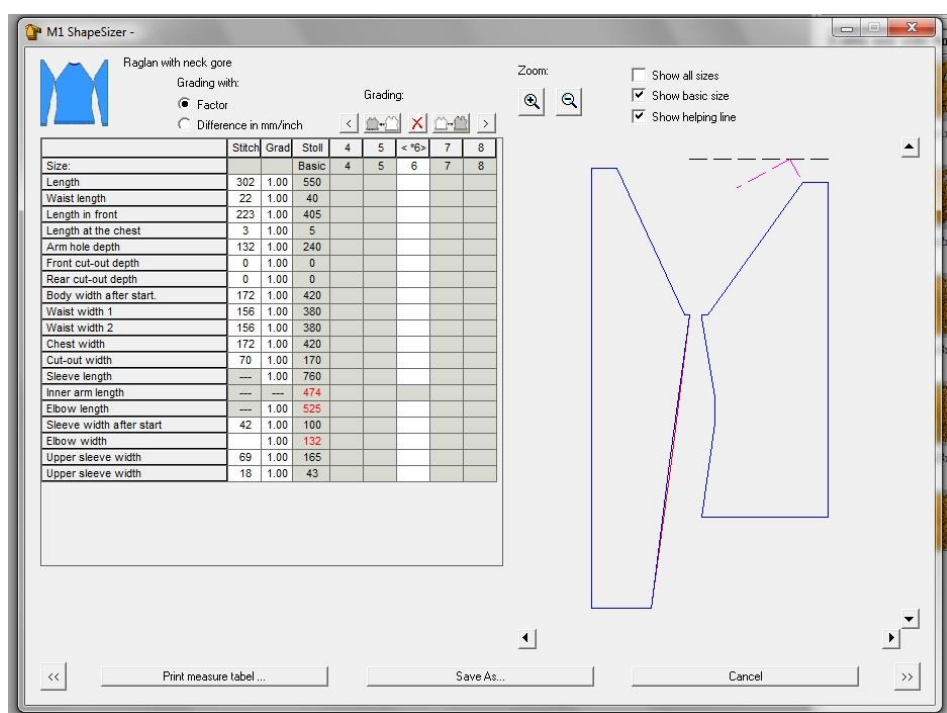 M1 ShapeSizer -
Raglan with neck gore
Grading with:
Factor
Difference in mm/inch
Grading:
< X >
Zoom:
Show all sizes
Show basic size
Show helping line
Stitch Grad Stoll 4 5 < *6> 7 8
Size: Basic 4 5 6 7 8
Length 302 1.00 550
Waist length 22 1.00 40
Length in front 223 1.00 405
Length at the chest 3 1.00 5
Arm hole depth 132 1.00 240
Front cut-out depth 0 1.00 0
Rear cut-out depth 0 1.00 0
Body width after start. 172 1.00 420
Waist width 1 156 1.00 380
Waist width 2 156 1.00 380
Chest width 172 1.00 420
Cut-out width 70 1.00 170
Sleeve length --- 1.00 760
Inner arm length --- --- 474
Elbow length --- 1.00 525
Sleeve width after start 42 1.00 100
Elbow width 1.00 132
Upper sleeve width 69 1.00 165
Upper sleeve width 18 1.00 43
<< Print measure tabel ... Save As... Cancel >>